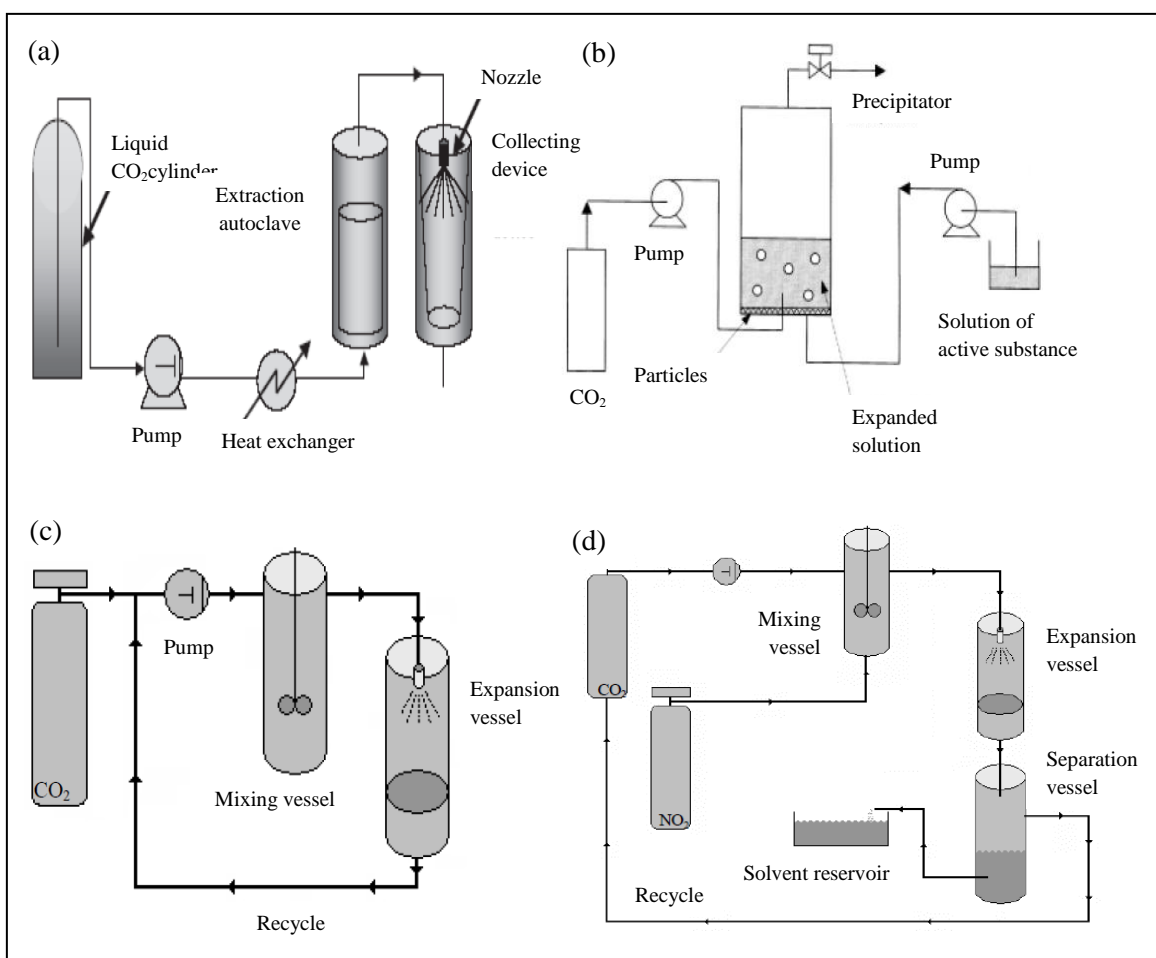 (a)
Nozzle
Liquid
CO₂cylinder
Collecting
device
Extraction
autoclave
Pump
Heat exchanger
(b)
Precipitator
Pump
Pump
Solution of
active substance
Particles
CO₂
Expanded
solution
(c)
Pump
Expansion
vessel
CO₂
Mixing vessel
Recycle
(d)
Mixing
vessel
Expansion
vessel
CO₂
NO₂
Separation
vessel
Solvent reservoir
Recycle